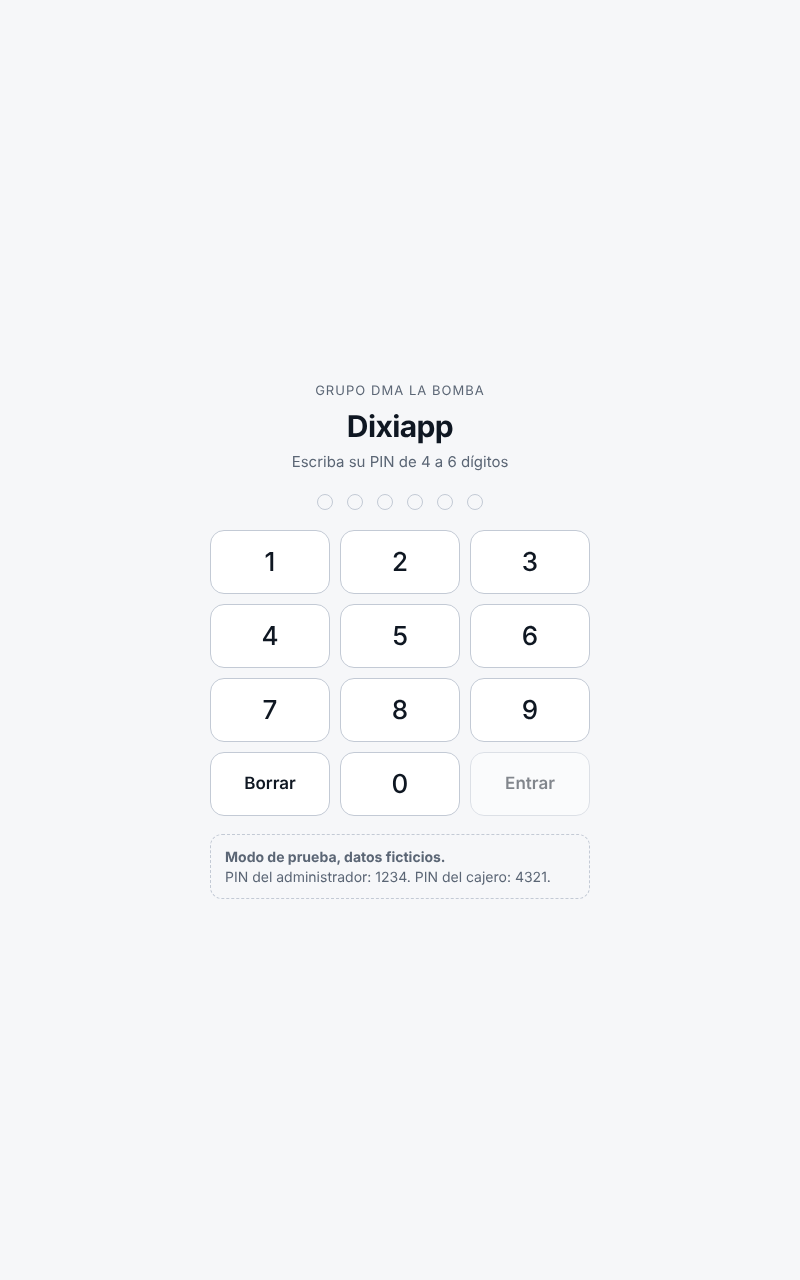 GRUPO DMA LA BOMBA
Dixiapp
Escriba su PIN de 4 a 6 dígitos
1 2 3
4 5 6
7 8 9
Borrar 0 Entrar
Modo de prueba, datos ficticios.
PIN del administrador: 1234. PIN del cajero: 4321.